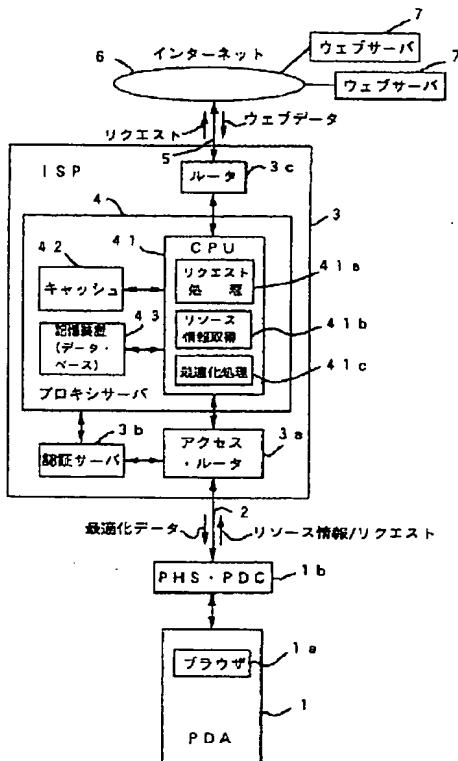 インターネット
6
7
ウェブサーバ
7
ウェブサーバ
リクエスト
ウェブデータ
5
ISP
ルータ
3c
3
4
41
42
CPU
キャッシュ
リクエスト
処 理
41a
43
記憶装置
(データ・
ベース)
リソース
情報取得
41b
最適化処理
41c
プロキシサーバ
3b
認証サーバ
アクセス
・ルータ
3a
2
最適化データ
リソース情報/リクエスト
PHS・PDC
1b
ブラウザ
1a
PDA
1